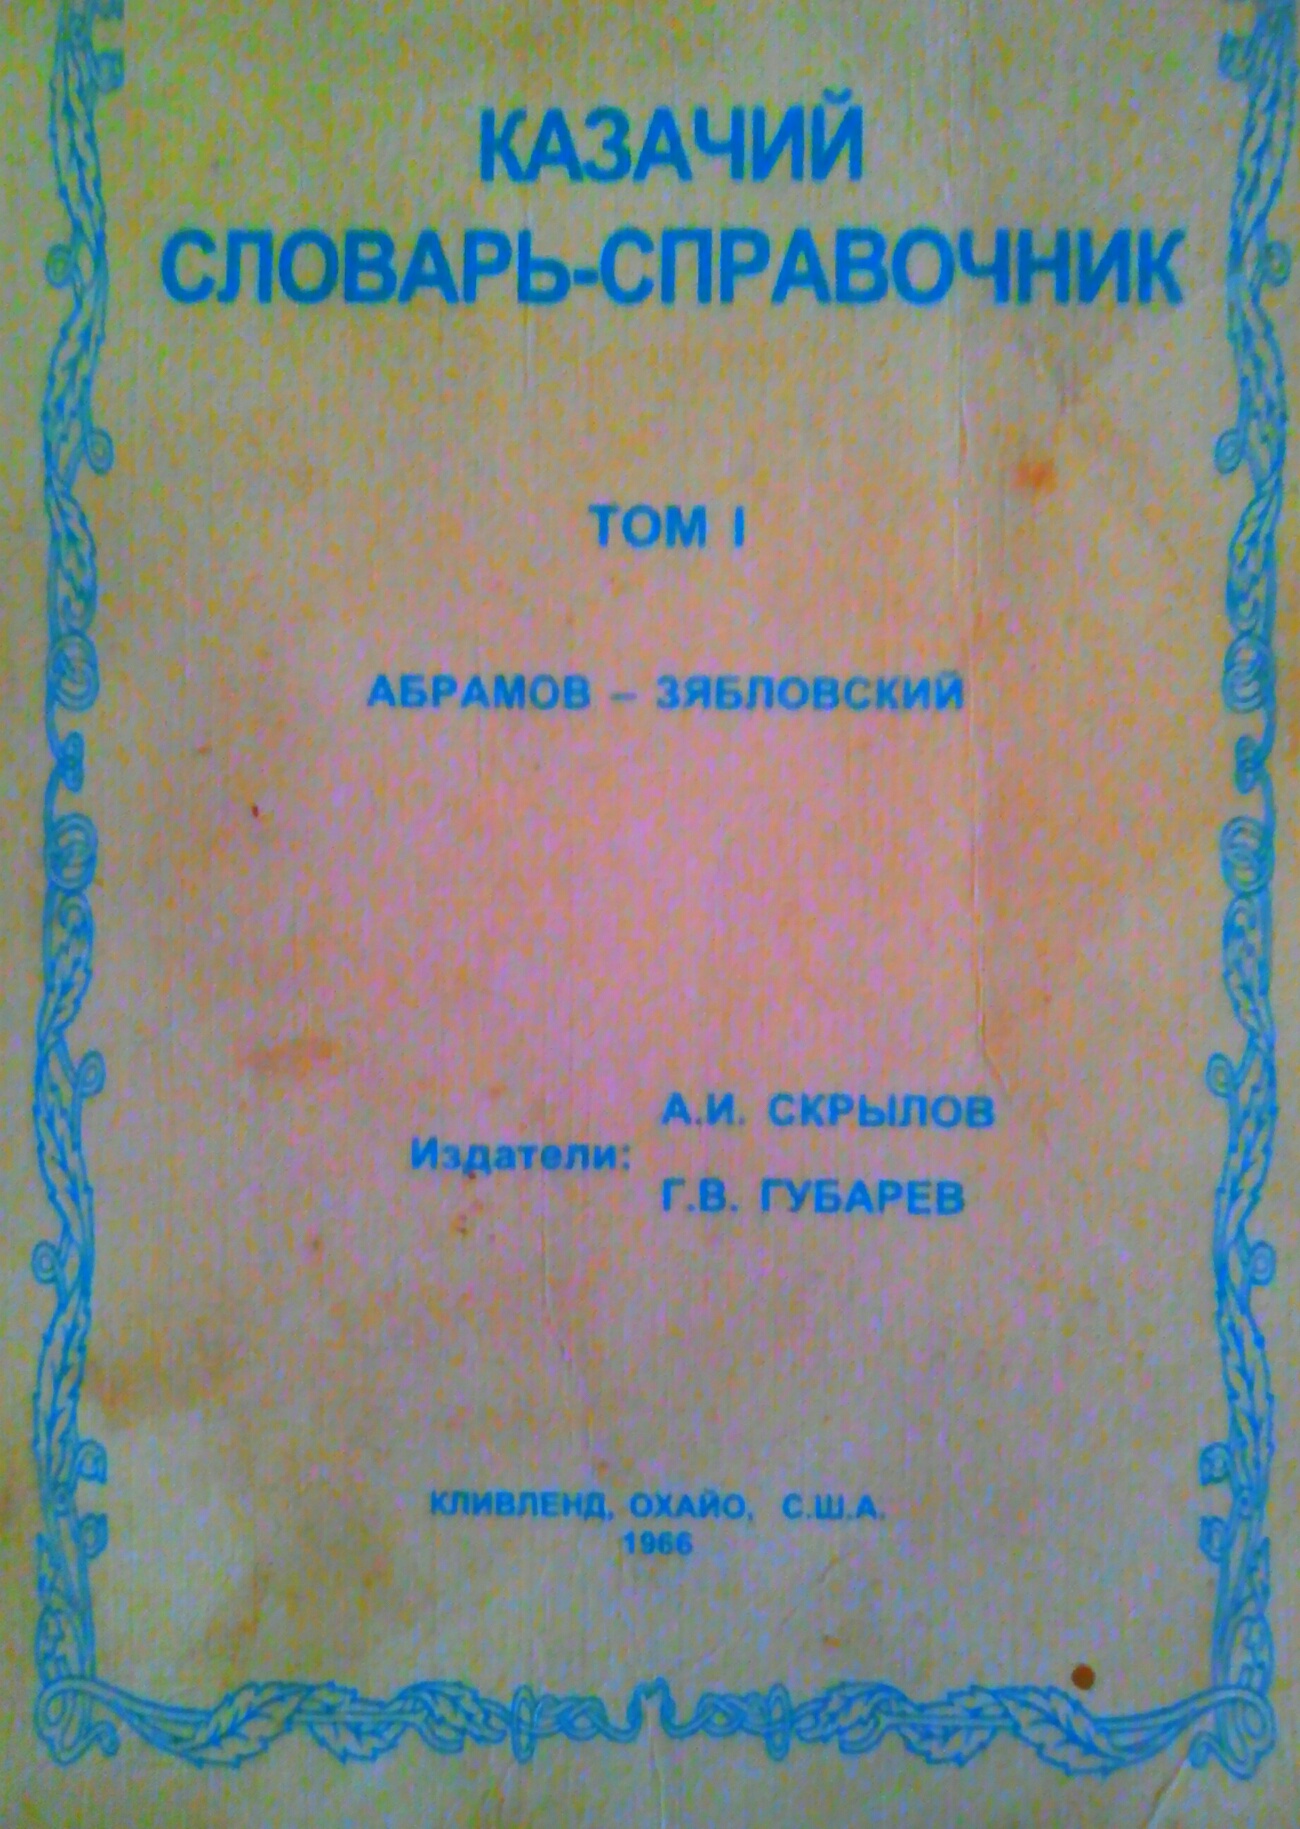 КАЗАЧИЙ
СЛОВАРЬ-СПРАВОЧНИК
ТОМ I
АБРАМОВ – ЗЯБЛОВСКИЙ
Издатели:
А.И. СКРЫЛОВ
Г.В. ГУБАРЕВ
КЛИВЛЕНД, ОХАЙО, С.Ш.А.
1966